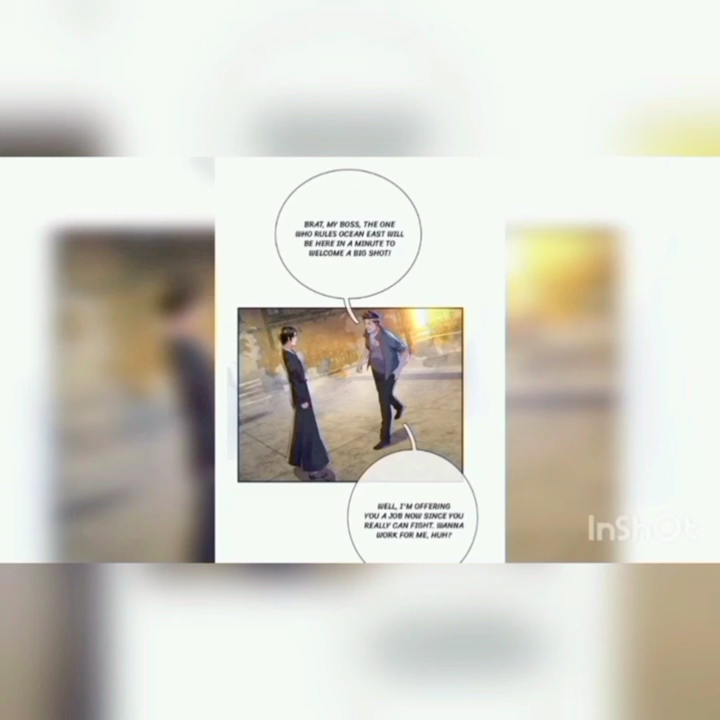 BRAT, MY BOSS, THE ONE
WHO RULES OCEAN EAST WILL
BE HERE IN A MINUTE TO
WELCOME A BIG SHOT!
WELL, I'M OFFERING
YOU A JOB NOW SINCE YOU
REALLY CAN FIGHT. WANNA
WORK FOR ME, HUH?
InShOt